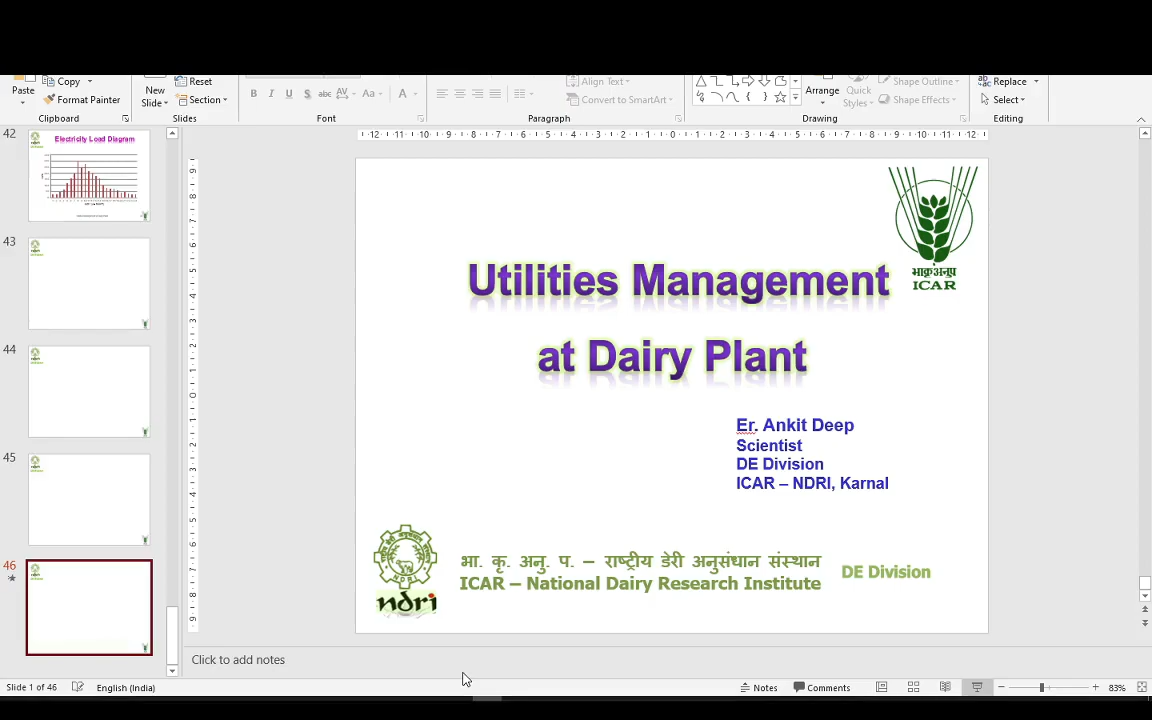 Copy
Reset
Align Text
Shape Outline
Replace
Paste
Format Painter
New
Slide
Section
B I U S abc AV Aa A
Convert to SmartArt
Arrange
Quick
Styles
Shape Effects
Select
Clipboard
Slides
Font
Paragraph
Drawing
Editing
42
Electricity Load Diagram
43
44
45
46
भाकृअनुप
ICAR
Utilities Management
at Dairy Plant
Er. Ankit Deep
Scientist
DE Division
ICAR – NDRI, Karnal
ndri
भा. कृ. अनु. प. – राष्ट्रीय डेरी अनुसंधान संस्थान
ICAR – National Dairy Research Institute
DE Division
Click to add notes
Slide 1 of 46
English (India)
Notes
Comments
83%